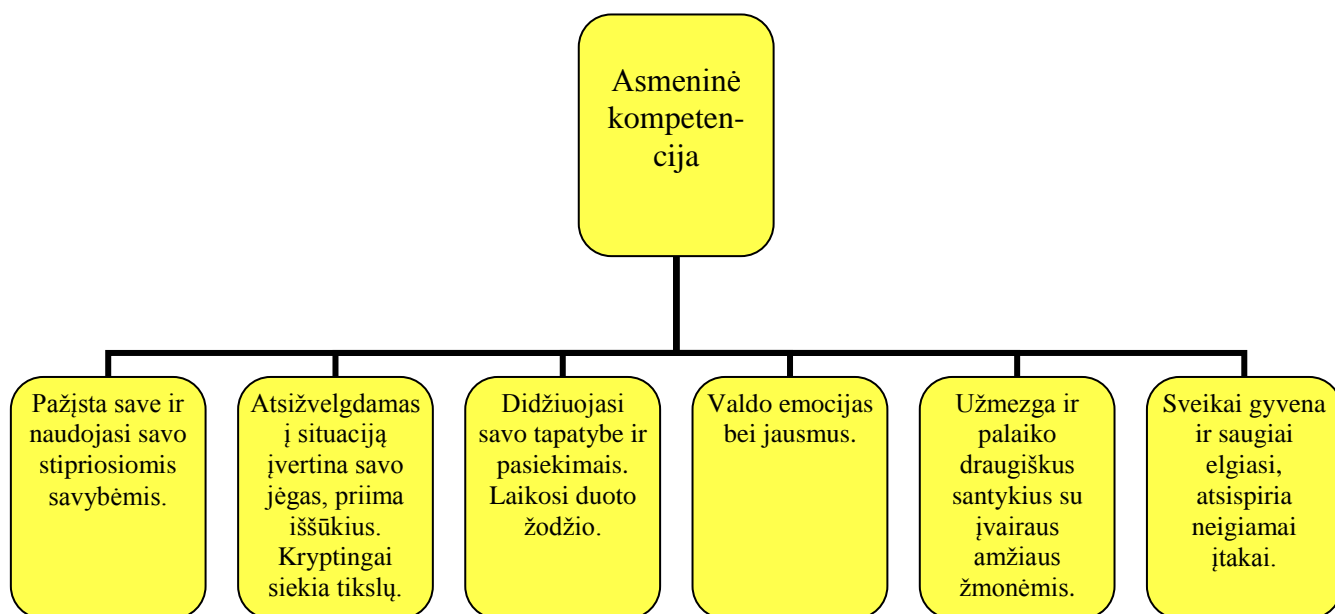 Asmeninė
kompeten-
cija
Pažįsta save ir
naudojasi savo
stipriosiomis
savybėmis.
Atsižvelgdamas
į situaciją
įvertina savo
jėgas, priima
iššūkius.
Kryptingai
siekia tikslų.
Didžiuojasi
savo tapatybe ir
pasiekimais.
Laikosi duoto
žodžio.
Valdo emocijas
bei jausmus.
Užmezga ir
palaiko
draugiškus
santykius su
įvairaus
amžiaus
žmonėmis.
Sveikai gyvena
ir saugiai
elgiasi,
atsispiria
neigiamai
įtakai.